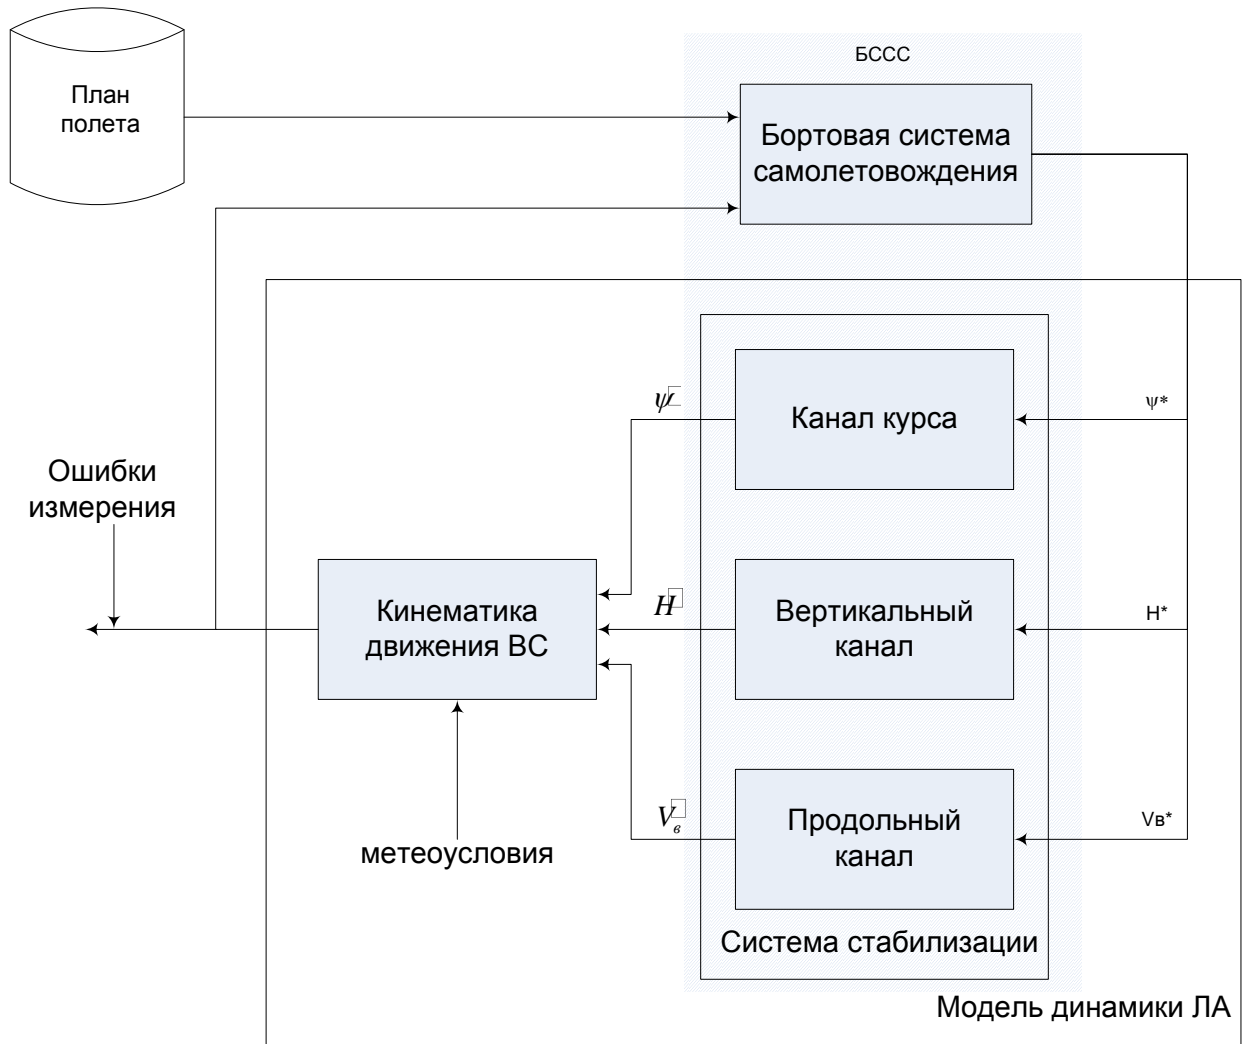 БССС
План
полета
Бортовая система
самолетовождения
ψ
Канал курса
ψ*
Ошибки
измерения
Кинематика
движения ВС
H
Вертикальный
канал
H*
метеоусловия
Vв
Продольный
канал
Vв*
Система стабилизации
Модель динамики ЛА